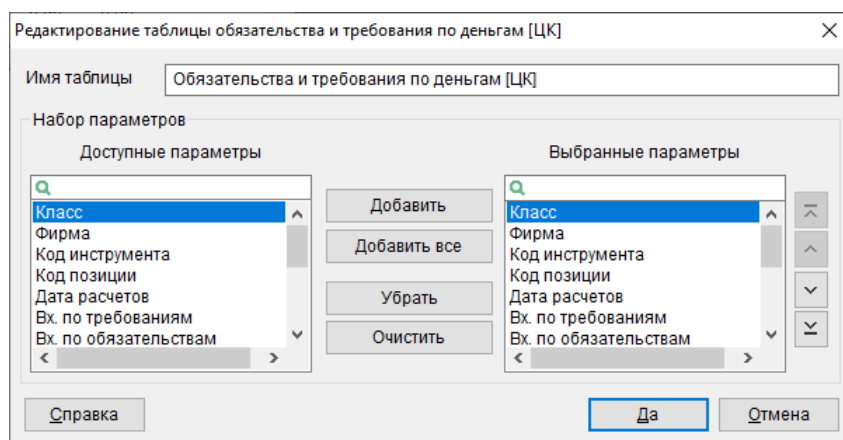 Редактирование таблицы обязательства и требования по деньгам [ЦК]
Имя таблицы
Обязательства и требования по деньгам [ЦК]
Набор параметров
Доступные параметры
Выбранные параметры
Класс
Фирма
Код инструмента
Код позиции
Дата расчетов
Вх. по требованиям
Вх. по обязательствам
Добавить
Добавить все
Убрать
Очистить
Класс
Фирма
Код инструмента
Код позиции
Дата расчетов
Вх. по требованиям
Вх. по обязательствам
Справка
Да
Отмена